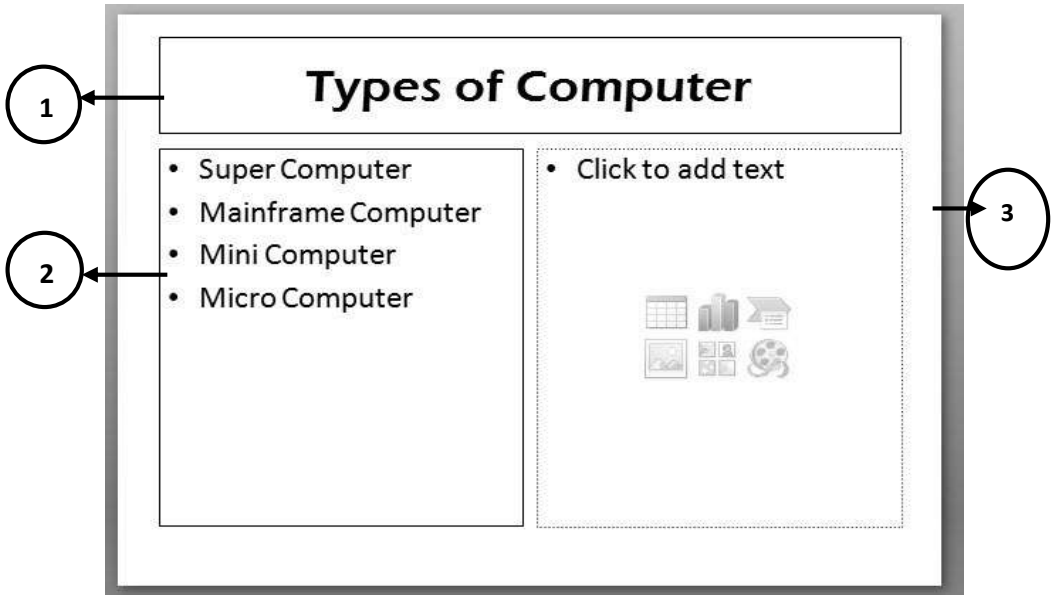 Types of Computer
1
• Super Computer
• Mainframe Computer
• Mini Computer
• Micro Computer
2
• Click to add text
3